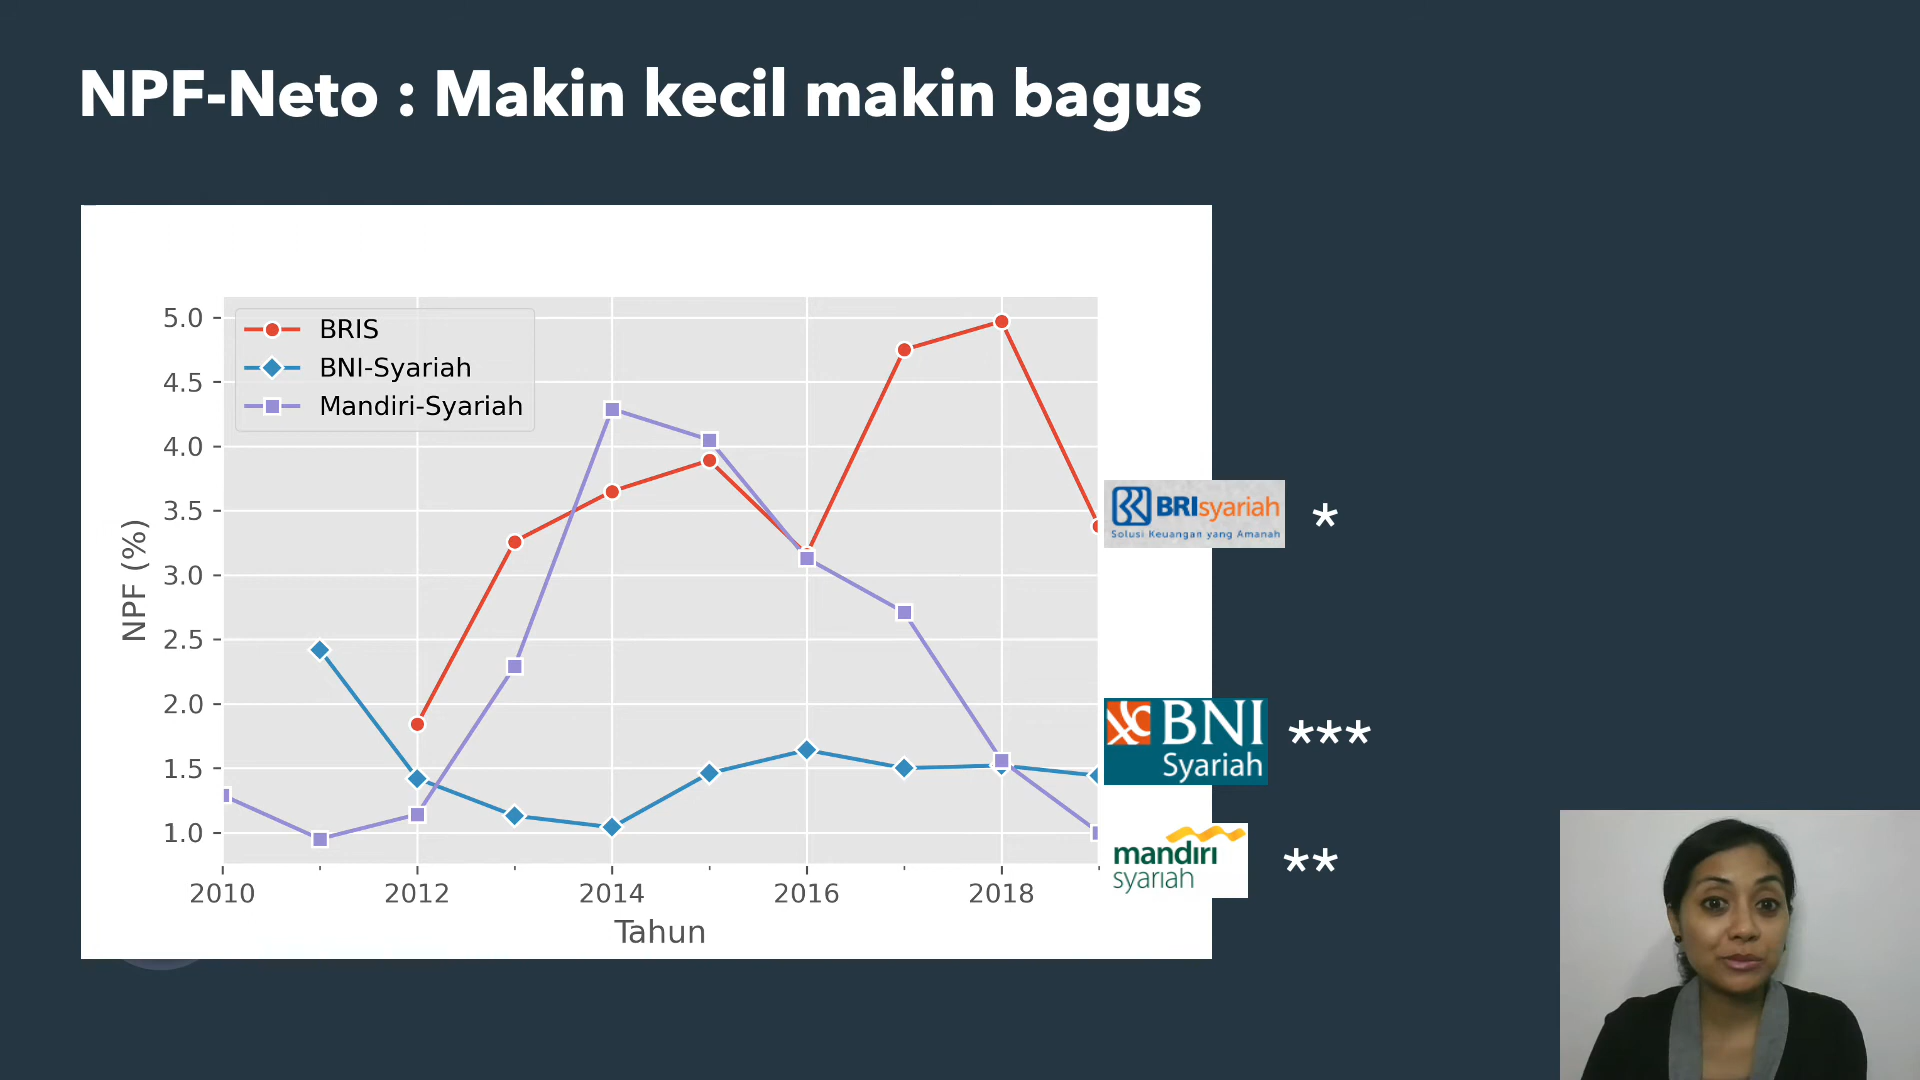 NPF-Neto : Makin kecil makin bagus
BRIS
BNI-Syariah
Mandiri-Syariah
5.0
4.5
4.0
3.5
3.0
2.5
2.0
1.5
1.0
NPF (%)
2010 2012 2014 2016 2018
Tahun
BRIsyariah *
Solusi Keuangan yang Amanah
BNI ***
Syariah
mandiri **
syariah